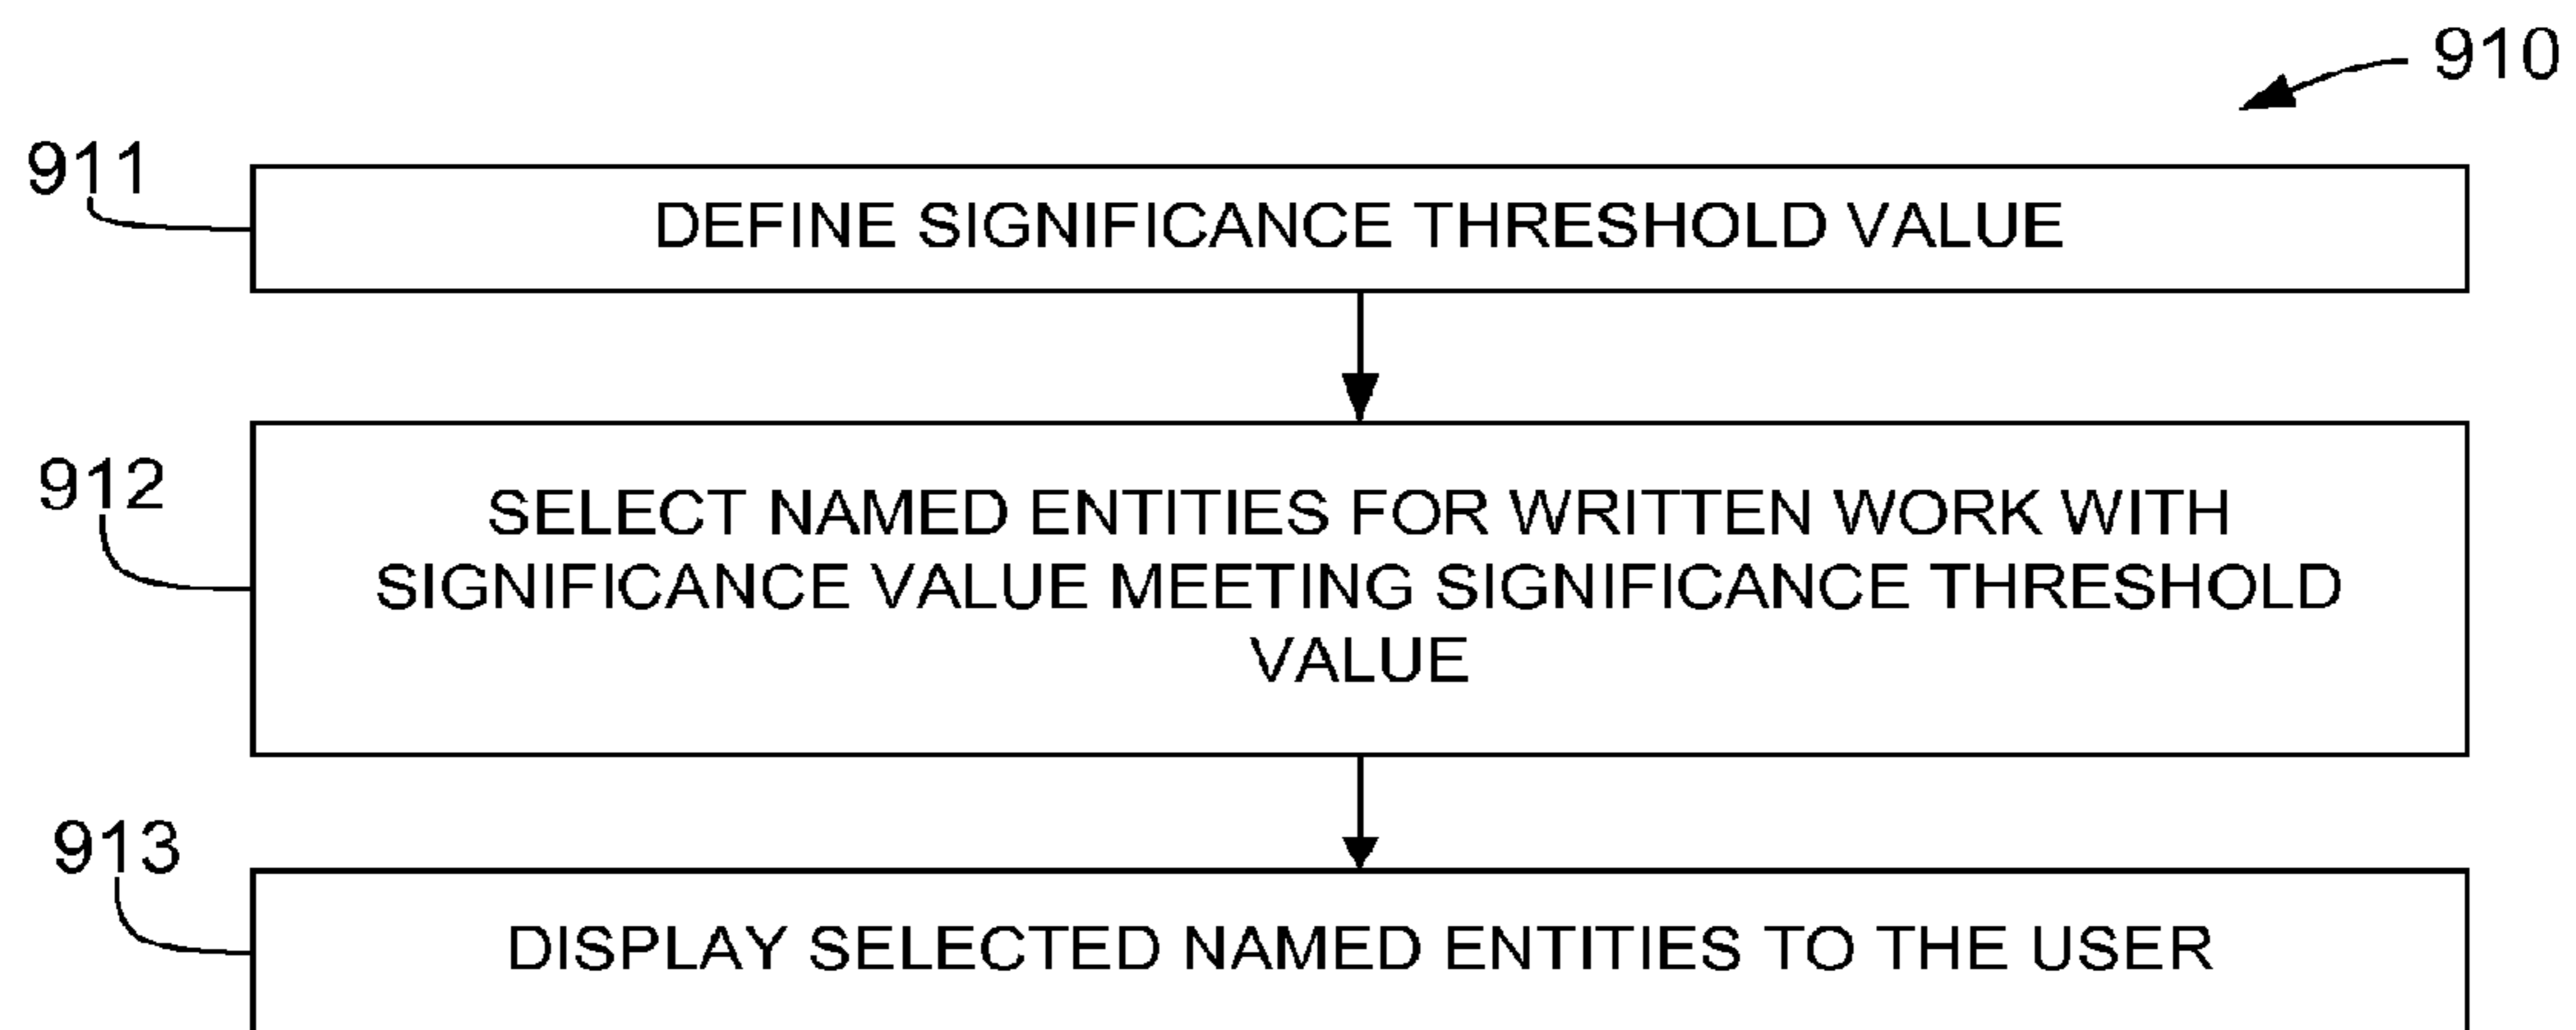 910
911
DEFINE SIGNIFICANCE THRESHOLD VALUE
912
SELECT NAMED ENTITIES FOR WRITTEN WORK WITH
SIGNIFICANCE VALUE MEETING SIGNIFICANCE THRESHOLD
VALUE
913
DISPLAY SELECTED NAMED ENTITIES TO THE USER